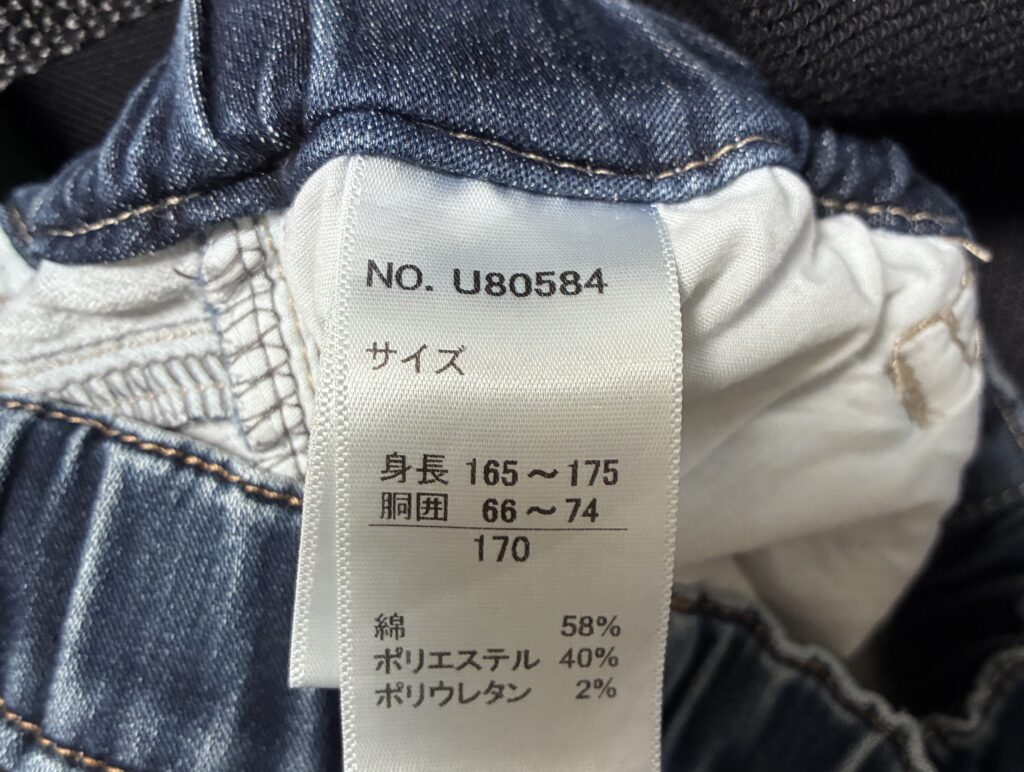 NO. U80584
サイズ
身長 165～175
胴囲 66～74
170
綿 58%
ポリエステル 40%
ポリウレタン 2%